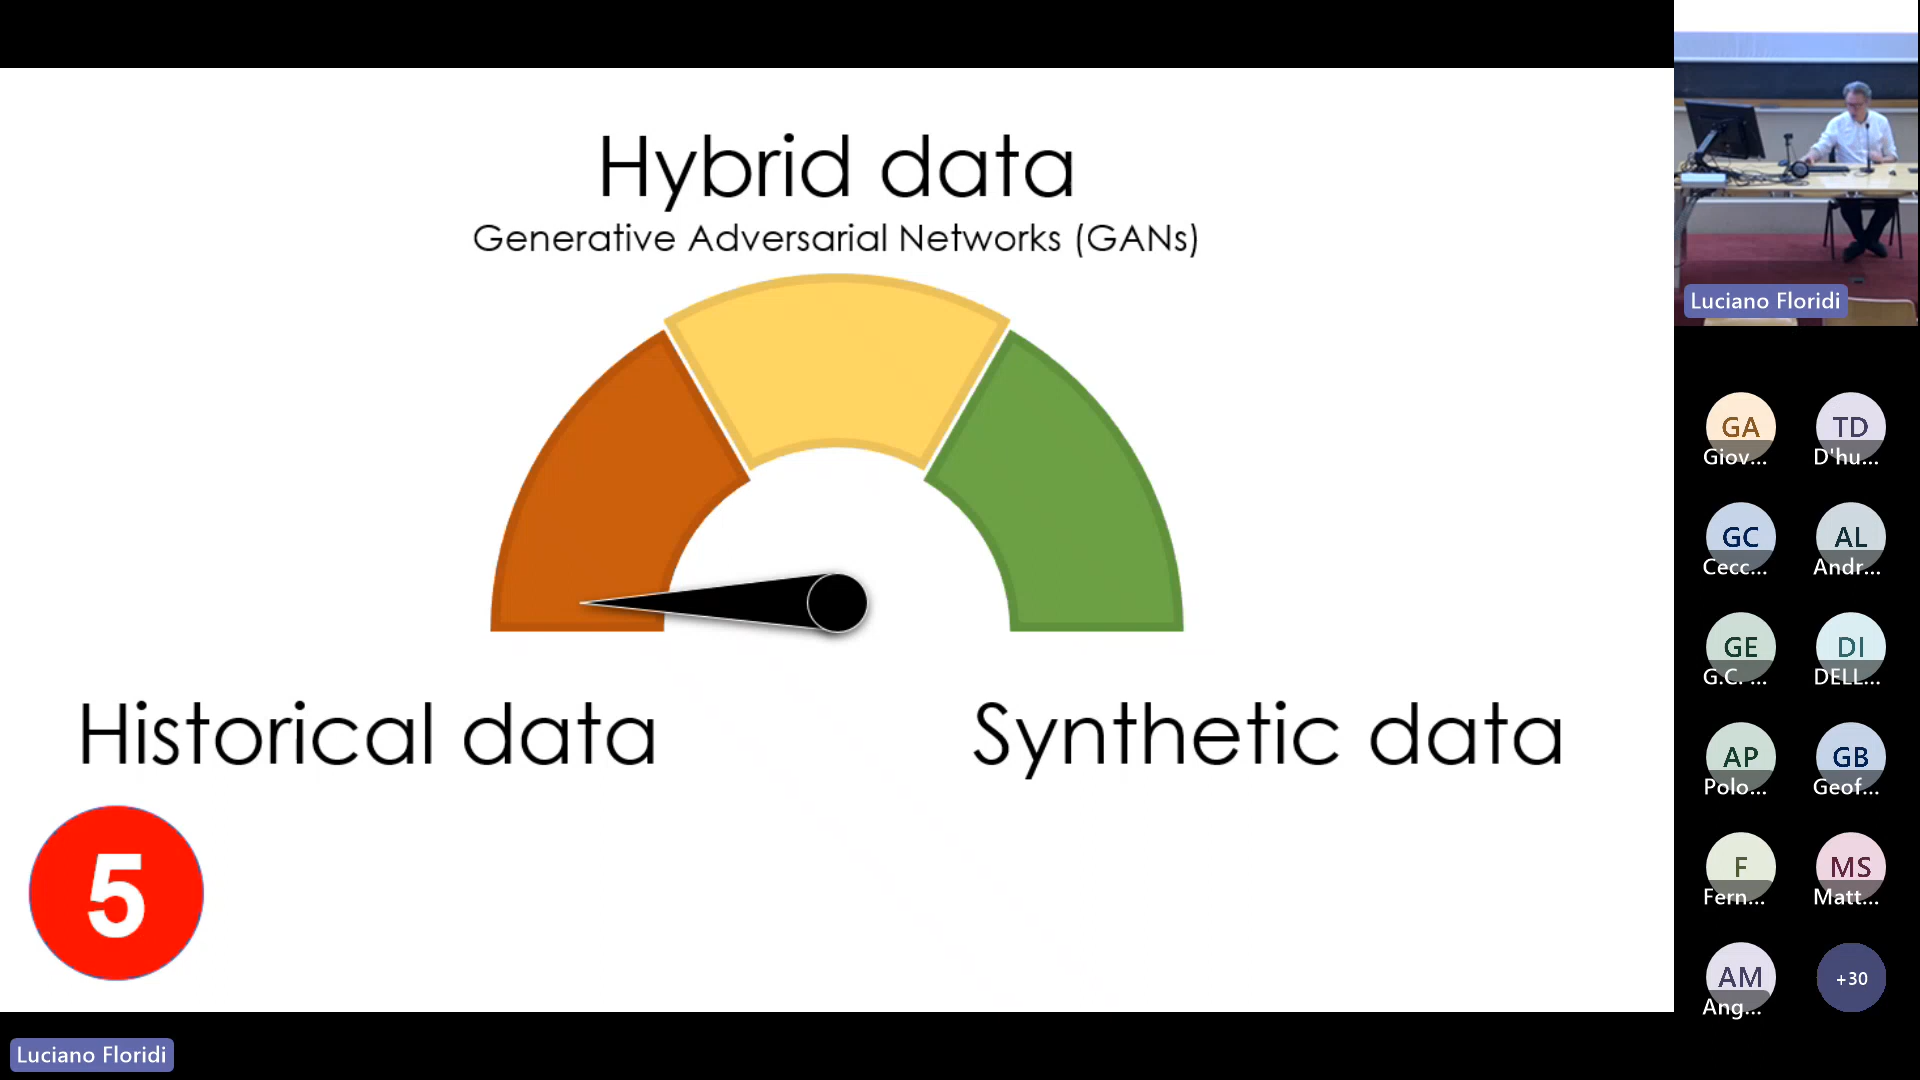 Hybrid data
Generative Adversarial Networks (GANs)
Historical data
Synthetic data
5
Luciano Floridi
Luciano Floridi
GA
Giov...
TD
D'hu...
GC
Cecc...
AL
Andr...
GE
G.C. ...
DI
DELL...
AP
Polo...
GB
Geof...
F
Fern...
MS
Matt...
AM
Ang...
+30